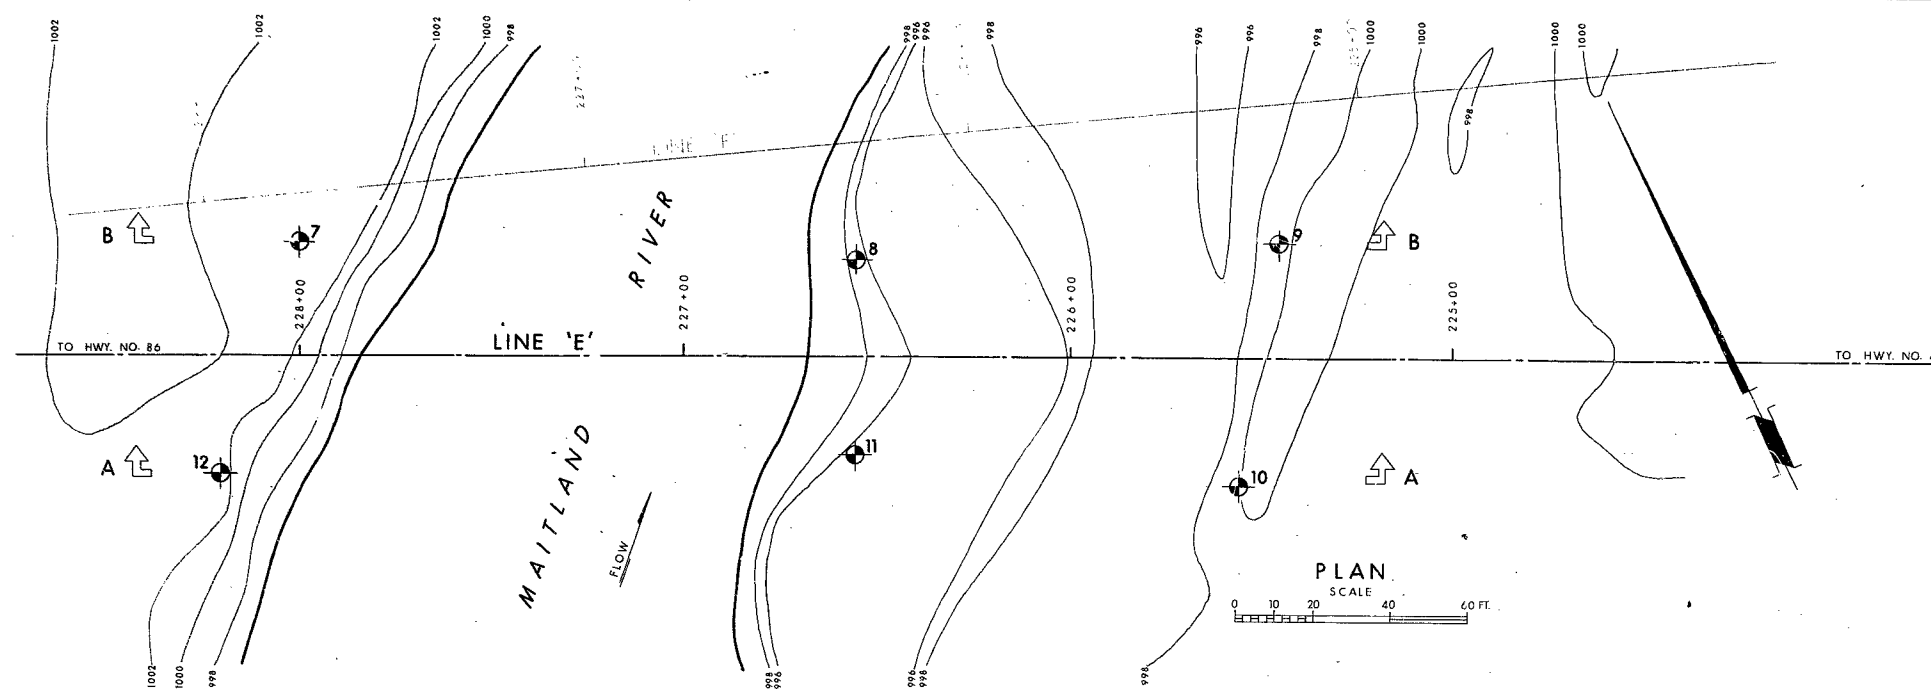 1002
1002
1002
1000
998
998
996
996
998
996
996
998
1000
1000
1000
1000
LINE
998
B
7
8
9
B
RIVER
228+00
227+00
226+00
225+00
TO HWY. NO. 86
LINE 'E'
TO HWY. NO.
A
12
11
10
A
MAITLAND
FLOW
PLAN
SCALE
0 10 20 40 60 FT.
1002
1000
998
998
996
996
998
998